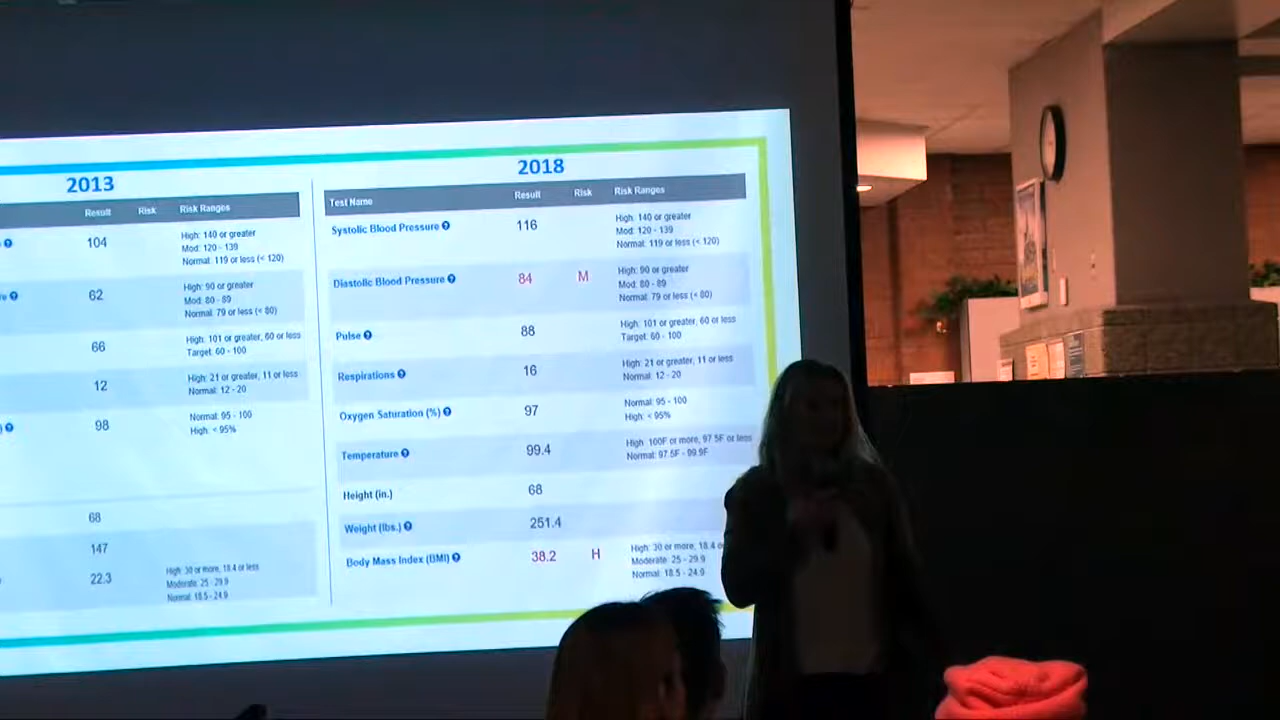 2013
Result Risk Risk Ranges
104 High: 140 or greater
Mod: 120 - 139
Normal: 119 or less (< 120)
62 High: 90 or greater
Mod: 80 - 89
Normal: 79 or less (< 80)
66 High: 101 or greater, 60 or less
Target: 60 - 100
12 High: 21 or greater, 11 or less
Normal: 12 - 20
98 Normal: 95 - 100
High: < 95%
68
147
22.3 High: 30 or more, 18.4 or less
Moderate: 25 - 29.9
Normal: 18.5 - 24.9
2018
Test Name Result Risk Risk Ranges
Systolic Blood Pressure 116 High: 140 or greater
Mod: 120 - 139
Normal: 119 or less (< 120)
Diastolic Blood Pressure 84 M High: 90 or greater
Mod: 80 - 89
Normal: 79 or less (< 80)
Pulse 88 High: 101 or greater, 60 or less
Target: 60 - 100
Respirations 16 High: 21 or greater, 11 or less
Normal: 12 - 20
Oxygen Saturation (%) 97 Normal: 95 - 100
High: < 95%
Temperature 99.4 High: 100F or more, 97.5F or less
Normal: 97.5F - 99.9F
Height (in.) 68
Weight (lbs.) 251.4
Body Mass Index (BMI) 38.2 H High: 30 or more, 18.4 o
Moderate: 25 - 29.9
Normal: 18.5 - 24.9